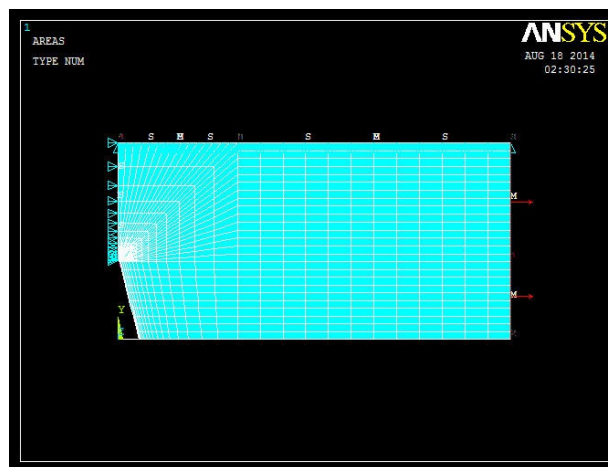 1
AREAS
TYPE NUM
ANSYS
AUG 18 2014
02:30:25
S M S S M S
M
M
Y